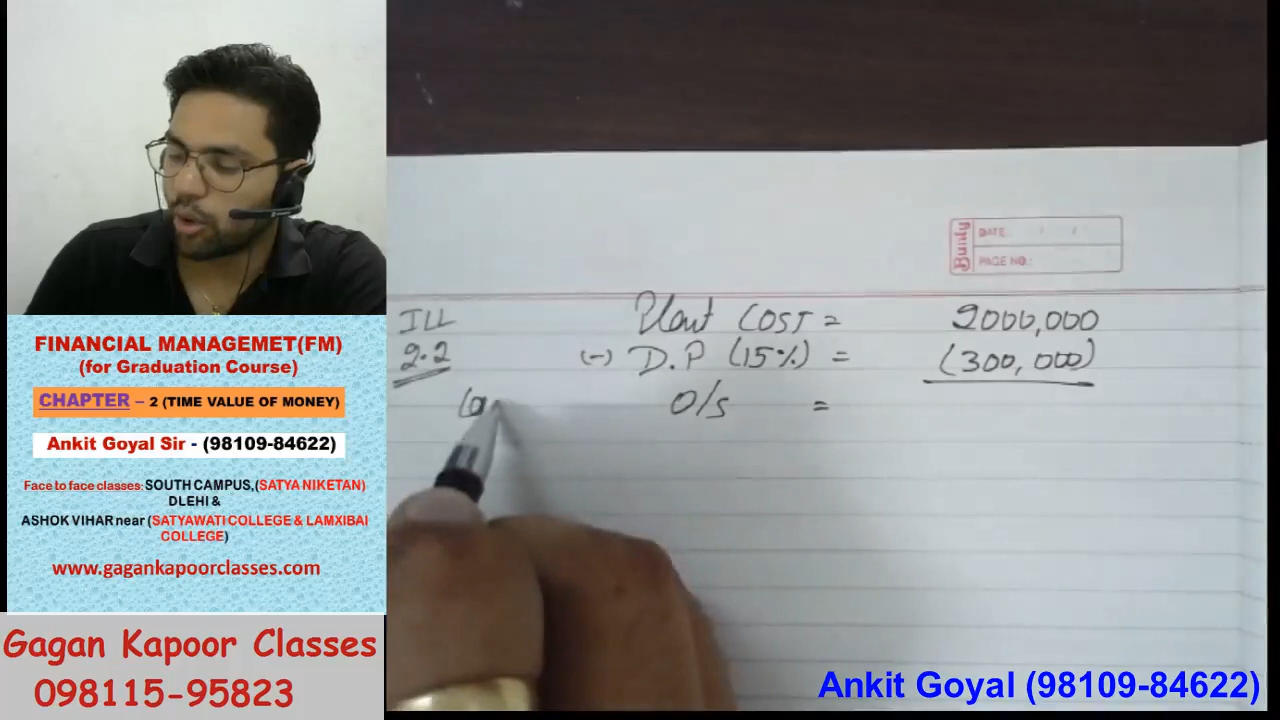 FINANCIAL MANAGEMET(FM)
(for Graduation Course)
CHAPTER – 2 (TIME VALUE OF MONEY)
Ankit Goyal Sir - (98109-84622)
Face to face classes: SOUTH CAMPUS,(SATYA NIKETAN)
DLEHI &
ASHOK VIHAR near (SATYAWATI COLLEGE & LAMXIBAI
COLLEGE)
www.gagankapoorclasses.com
Gagan Kapoor Classes
098115-95823
Bunty
DATE:
PAGE NO.:
ILL Plant COST = 2000,000
2.2 (-) D.P (15%) = (300,000)
O/S =
Ankit Goyal (98109-84622)